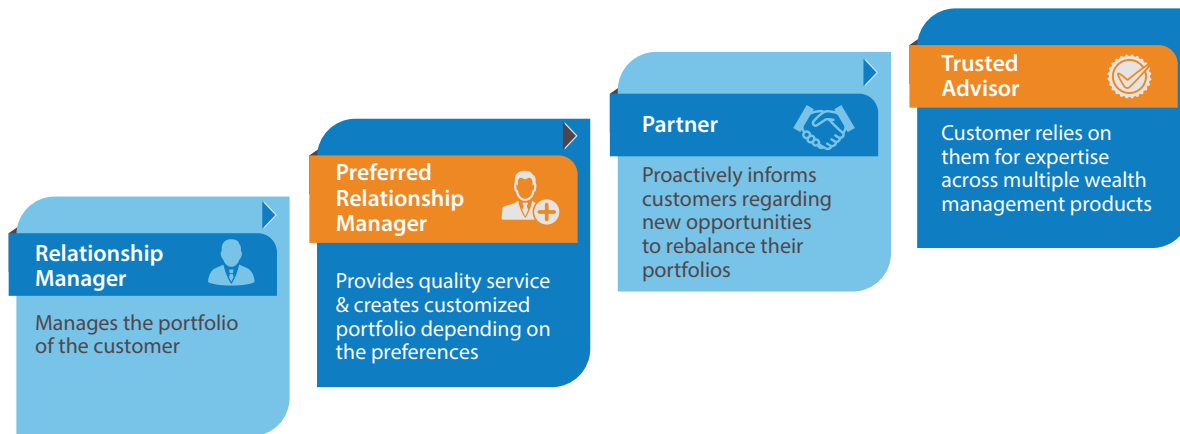 Relationship
Manager
Manages the portfolio
of the customer
Preferred
Relationship
Manager
Provides quality service
& creates customized
portfolio depending on
the preferences
Partner
Proactively informs
customers regarding
new opportunities
to rebalance their
portfolios
Trusted
Advisor
Customer relies on
them for expertise
across multiple wealth
management products